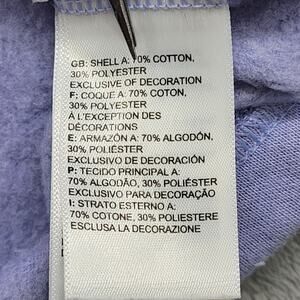 GB: SHELL A: 70% COTTON,
30% POLYESTER
EXCLUSIVE OF DECORATION
F: COQUE A: 70% COTON,
30% POLYESTER
À L'EXCEPTION DES
DÉCORATIONS
E: ARMAZÓN A: 70% ALGODÓN,
30% POLIÉSTER
EXCLUSIVO DE DECORACIÓN
P: TECIDO PRINCIPAL A:
70% ALGODÃO, 30% POLIÉSTER
EXCLUSIVO PARA DECORAÇÃO
I: STRATO ESTERNO A:
70% COTONE, 30% POLIESTERE
ESCLUSA LA DECORAZIONE